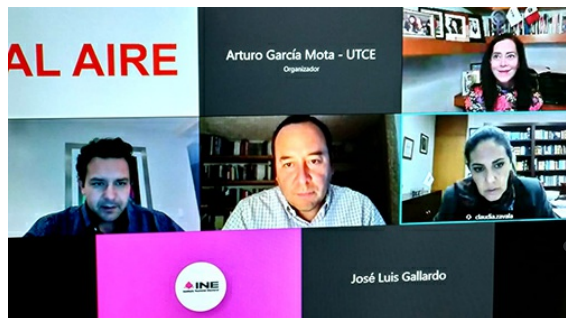 AL AIRE
Arturo García Mota - UTCE
Organizador
claudia.zavala
INE
José Luis Gallardo